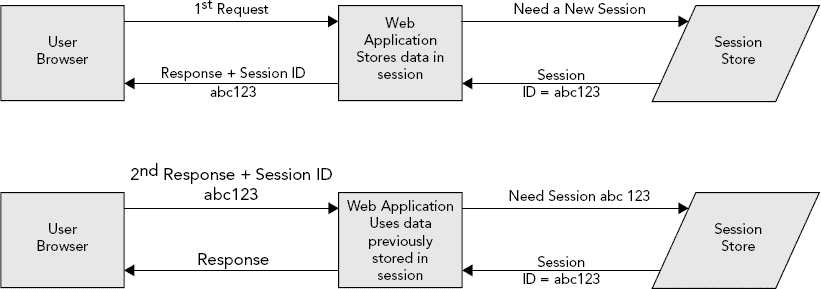 1st Request
Need a New Session
User
Browser
Web
Application
Stores data in
session
Session
Store
Response + Session ID
abc123
Session
ID = abc123
2nd Response + Session ID
abc123
Need Session abc 123
User
Browser
Web Application
Uses data
previously
stored in
session
Session
Store
Response
Session
ID = abc123